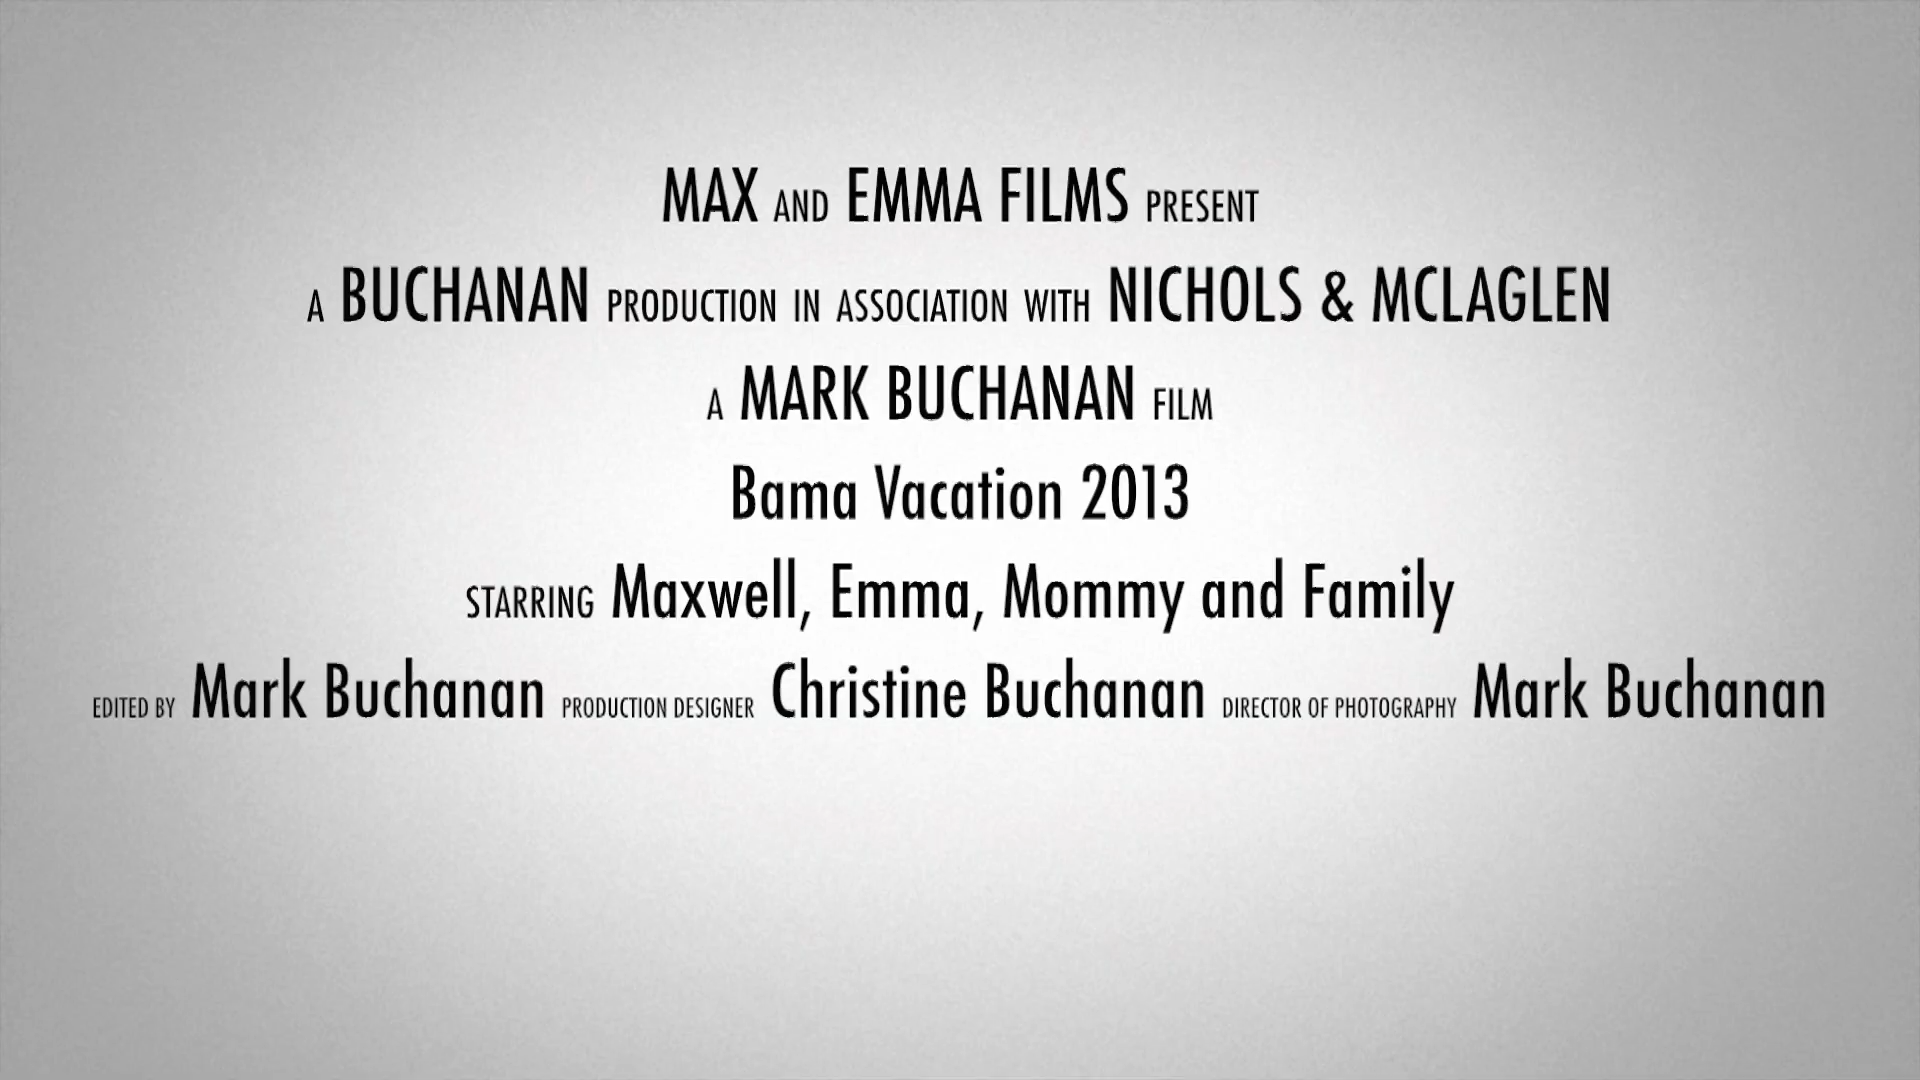 MAX AND EMMA FILMS PRESENT
A BUCHANAN PRODUCTION IN ASSOCIATION WITH NICHOLS & MCLAGLEN
A MARK BUCHANAN FILM
Bama Vacation 2013
STARRING Maxwell, Emma, Mommy and Family
EDITED BY Mark Buchanan PRODUCTION DESIGNER Christine Buchanan DIRECTOR OF PHOTOGRAPHY Mark Buchanan